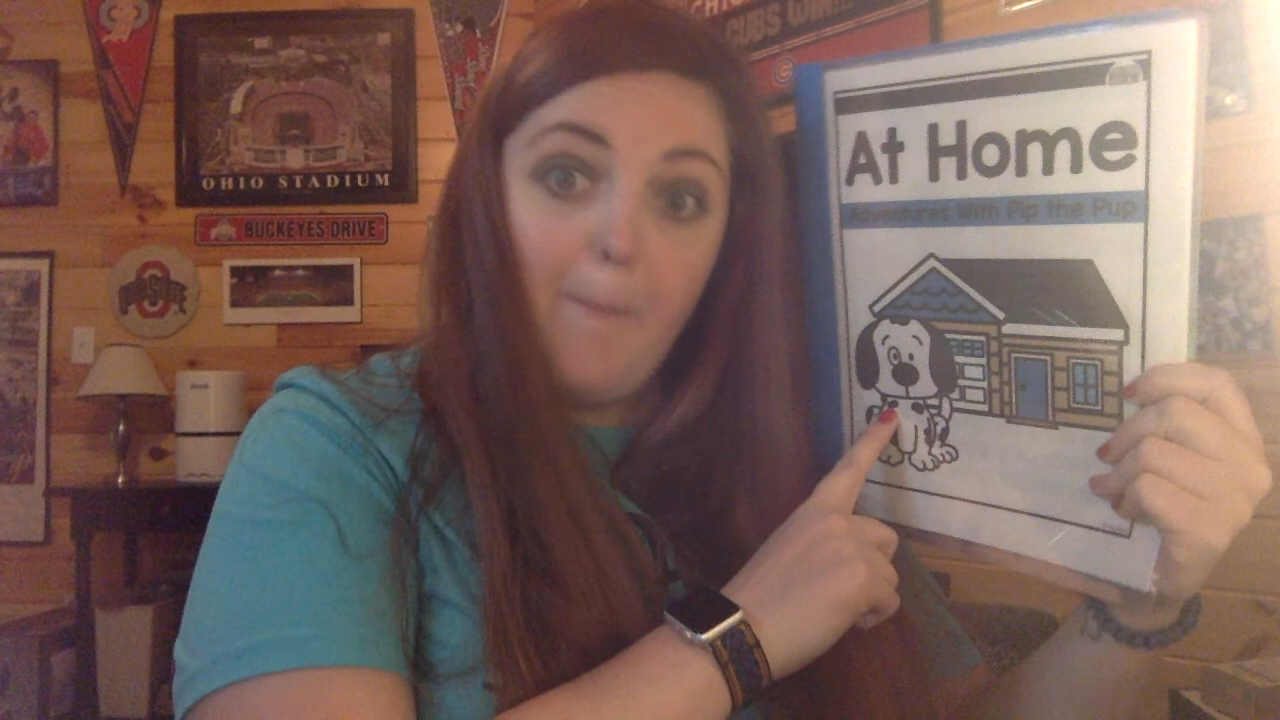 CUBS WIN!!!
OHIO STADIUM
BUCKEYES DRIVE
OHIO STATE
At Home
Adventures with Pip the Pup